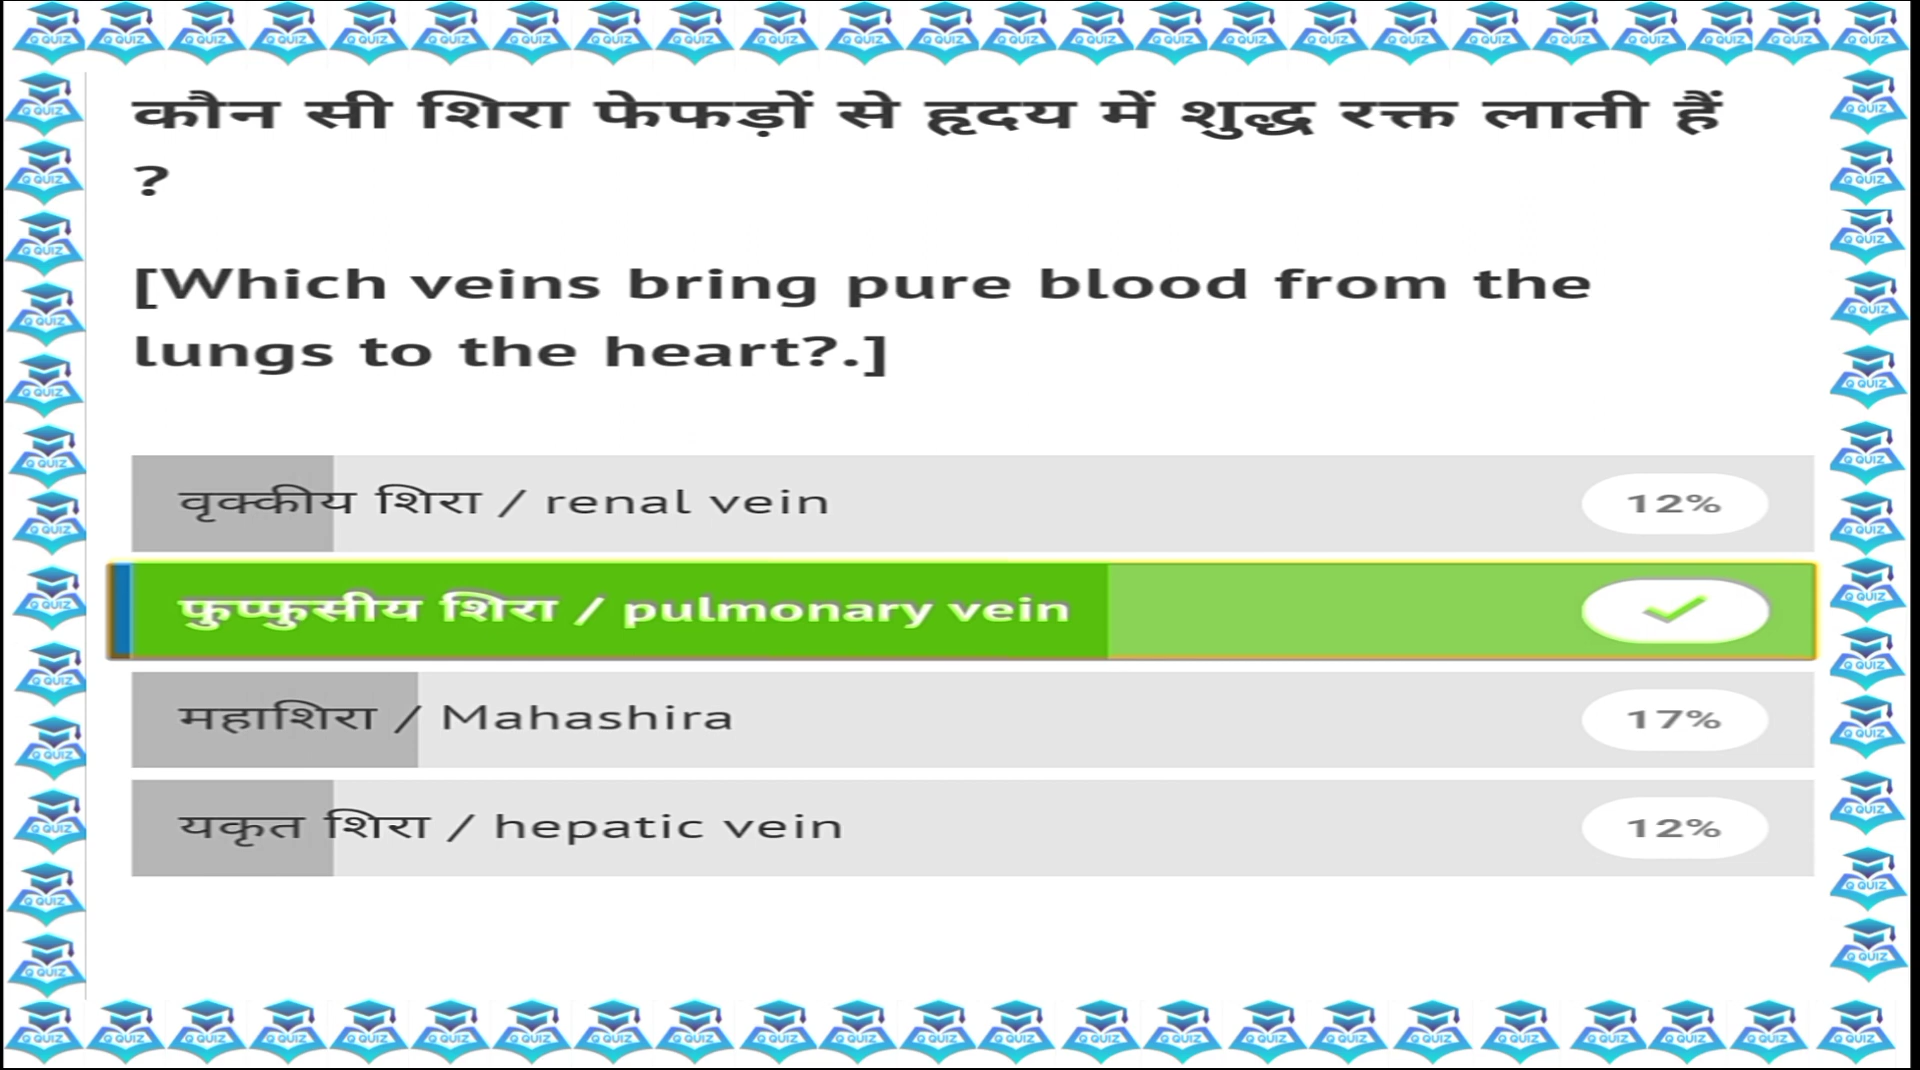 कौन सी शिरा फेफड़ों से हृदय में शुद्ध रक्त लाती हैं
?
[Which veins bring pure blood from the
lungs to the heart?.]
वृक्कीय शिरा / renal vein 12%
फुप्फुसीय शिरा / pulmonary vein
महाशिरा / Mahashira 17%
यकृत शिरा / hepatic vein 12%